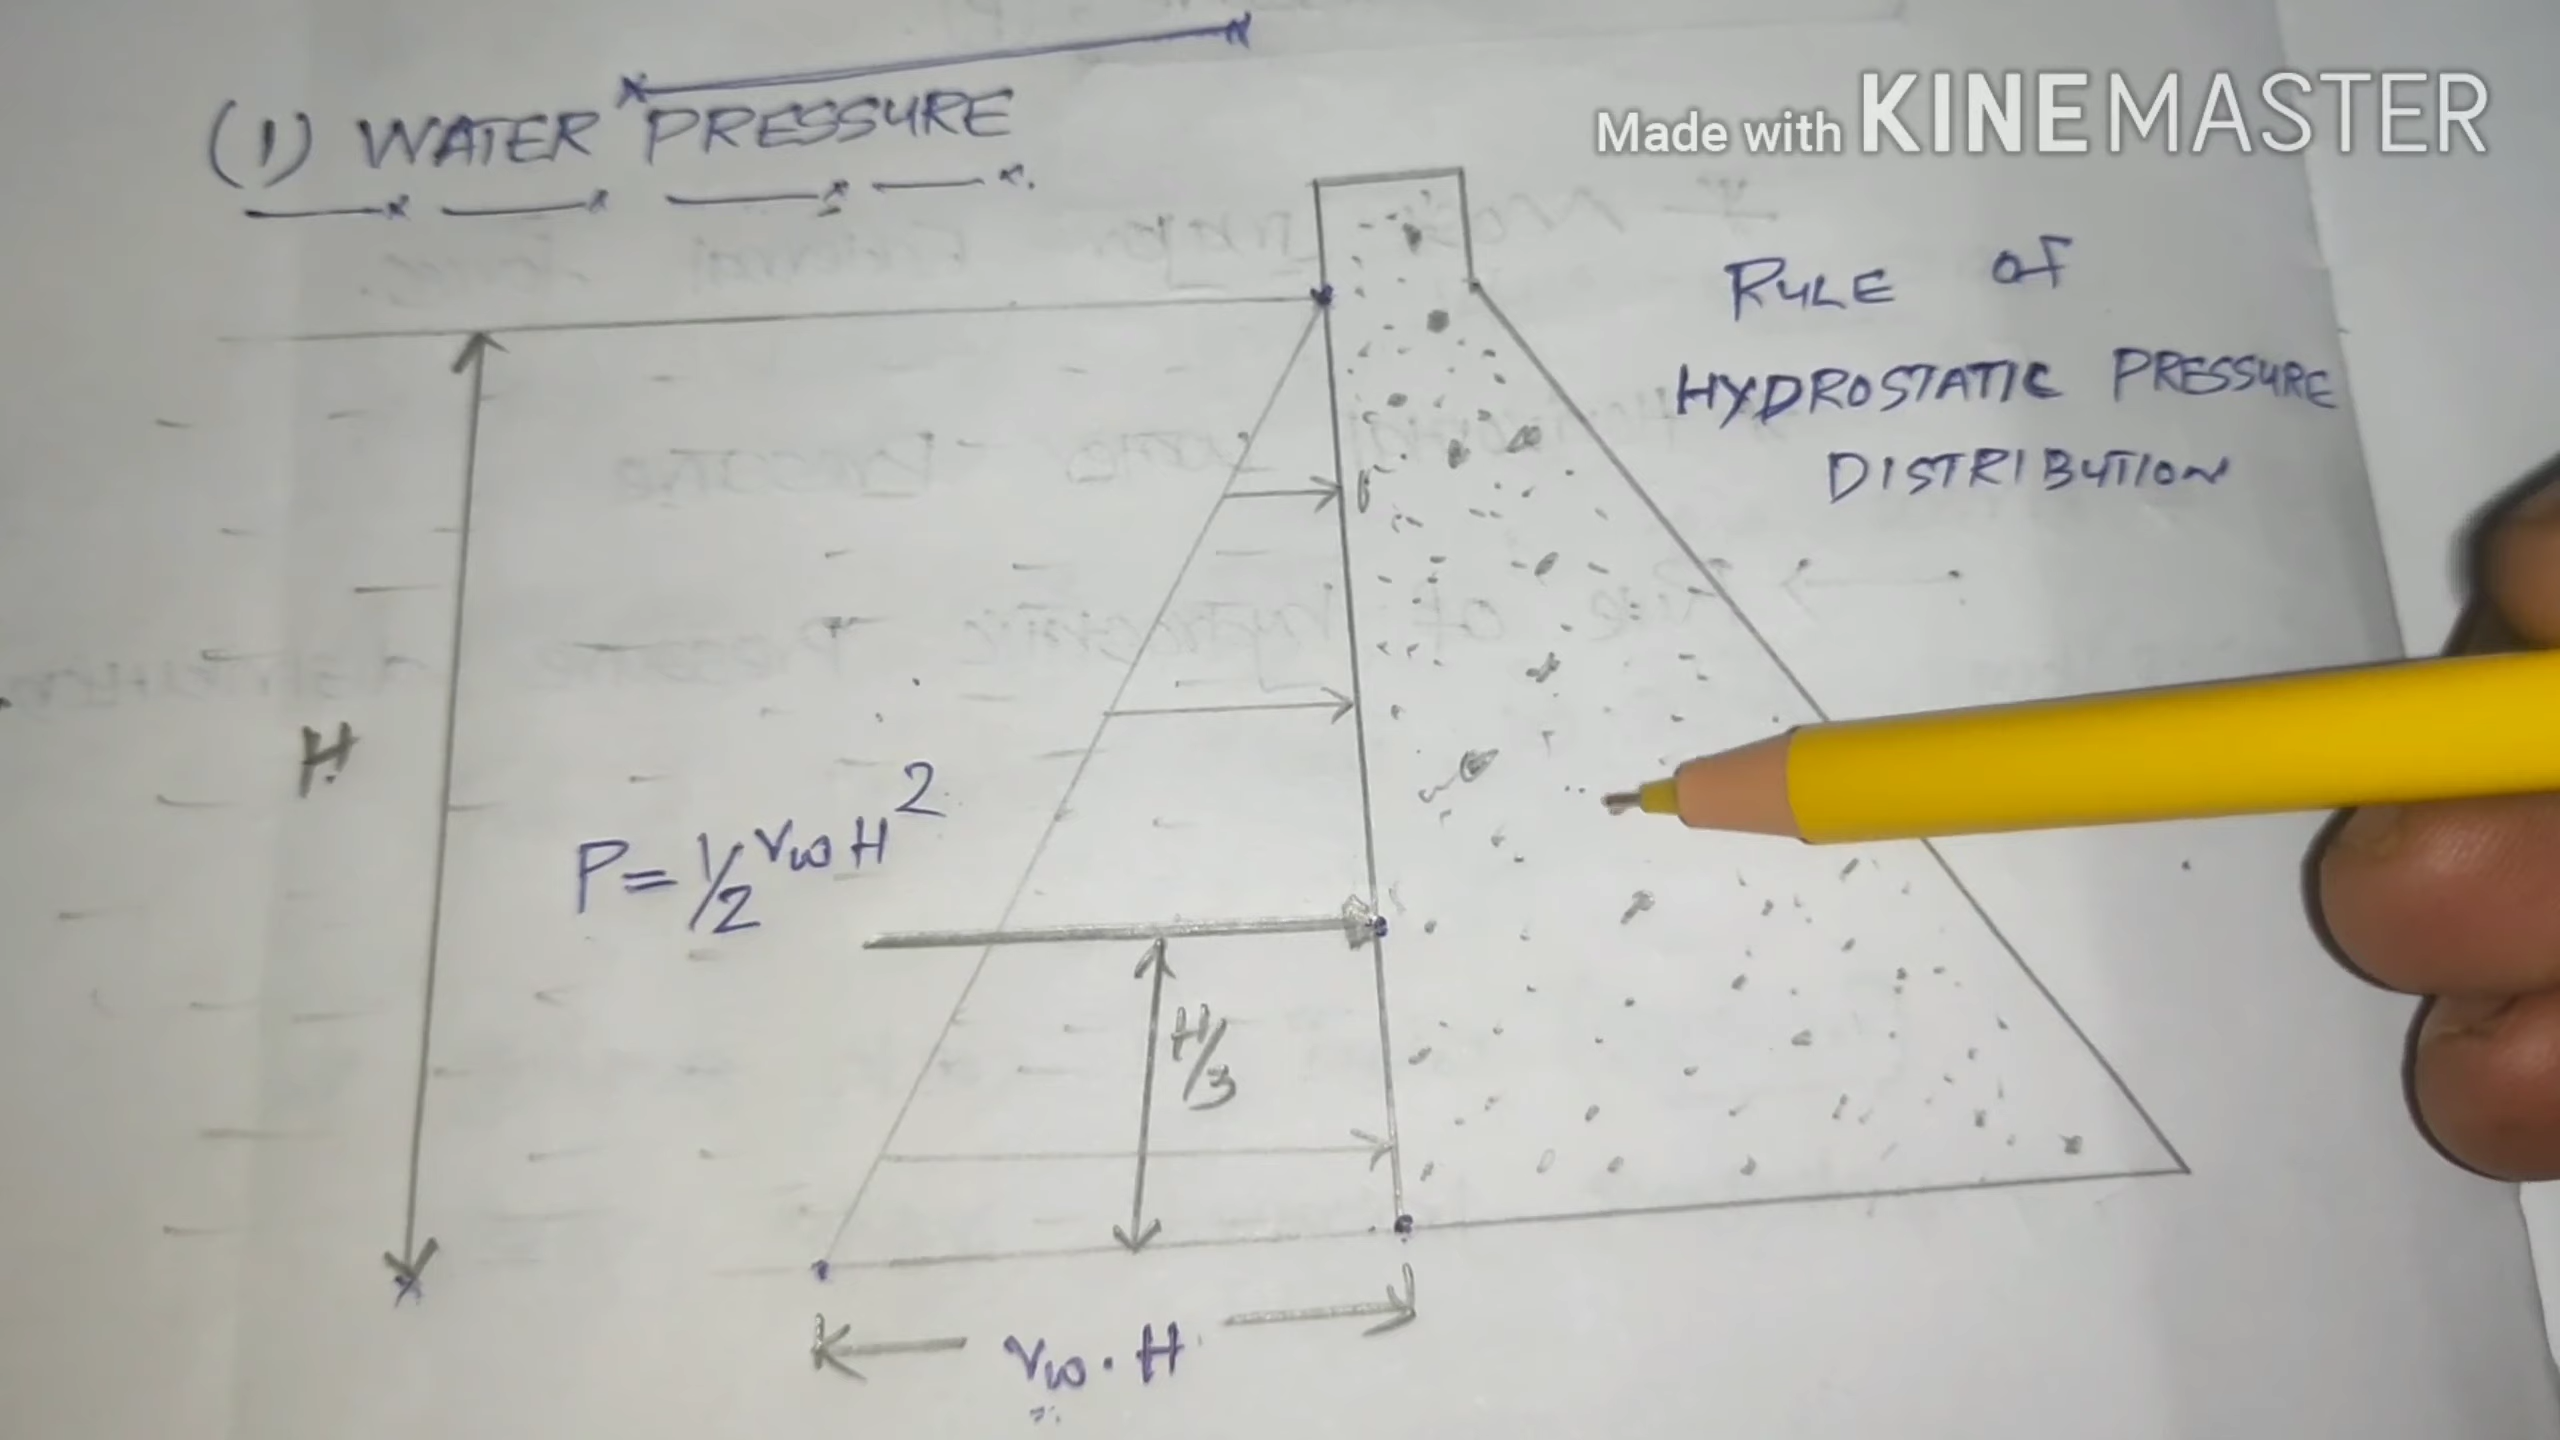 (1) WATER PRESSURE
Made with KINEMASTER
RULE OF
HYDROSTATIC PRESSURE
DISTRIBUTION
H
P = 1/2 γw H²
H/3
γw . H